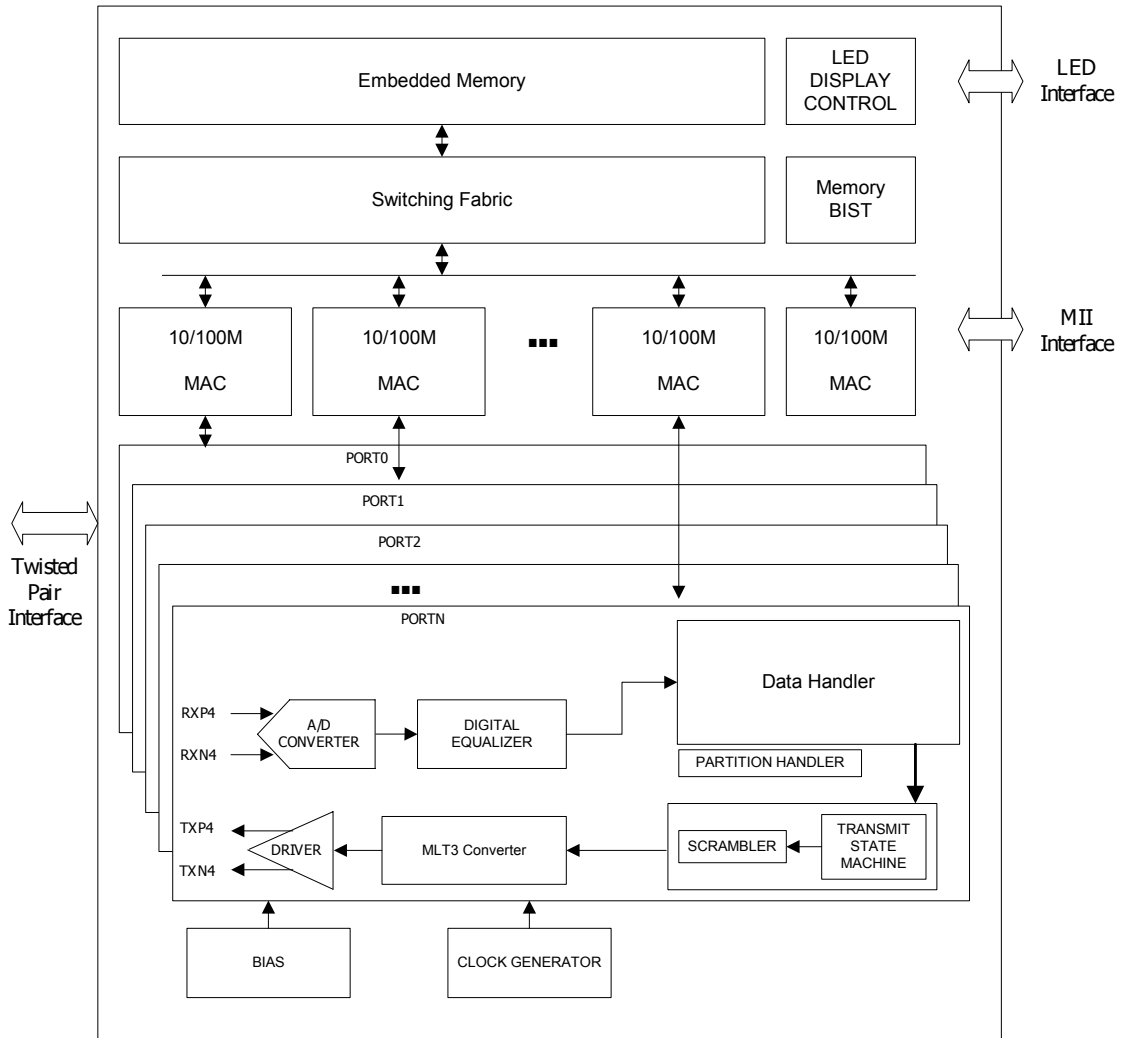 Embedded Memory
LED
DISPLAY
CONTROL
LED
Interface
Switching Fabric
Memory
BIST
10/100M
MAC
10/100M
MAC
10/100M
MAC
10/100M
MAC
MII
Interface
PORT0
PORT1
PORT2
PORTN
Twisted
Pair
Interface
Data Handler
RXP4
RXN4
A/D
CONVERTER
DIGITAL
EQUALIZER
PARTITION HANDLER
TXP4
TXN4
DRIVER
MLT3 Converter
SCRAMBLER
TRANSMIT
STATE
MACHINE
BIAS
CLOCK GENERATOR